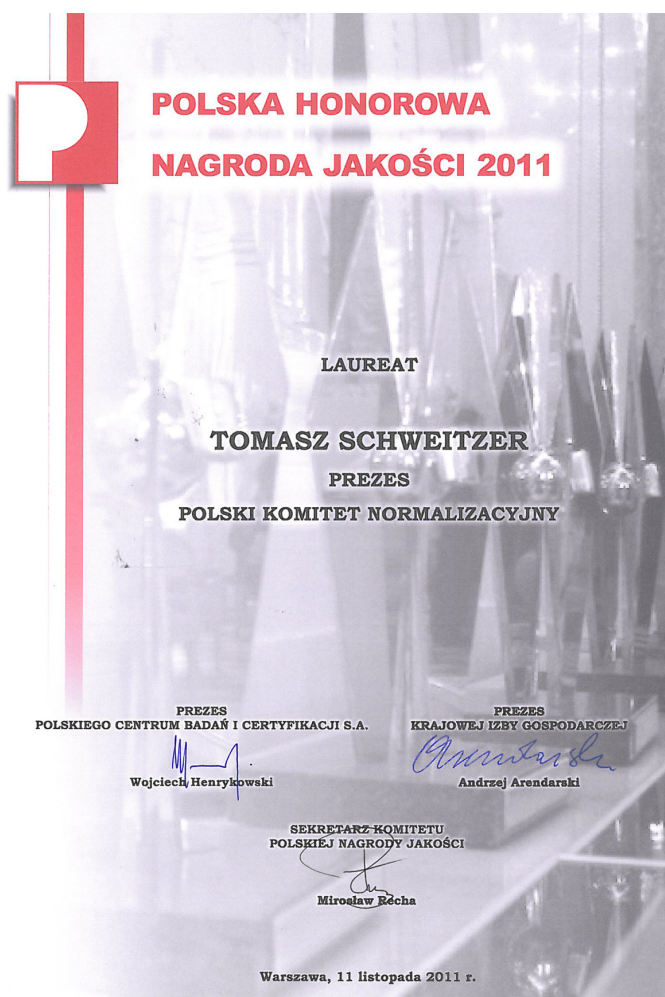 POLSKA HONOROWA
NAGRODA JAKOŚCI 2011
LAUREAT
TOMASZ SCHWEITZER
PREZES
POLSKI KOMITET NORMALIZACYJNY
PREZES
POLSKIEGO CENTRUM BADAŃ I CERTYFIKACJI S.A.
Wojciech Henrykowski
PREZES
KRAJOWEJ IZBY GOSPODARCZEJ
Arendarski
Andrzej Arendarski
SEKRETARZ KOMITETU
POLSKIEJ NAGRODY JAKOŚCI
Mirosław Recha
Warszawa, 11 listopada 2011 r.